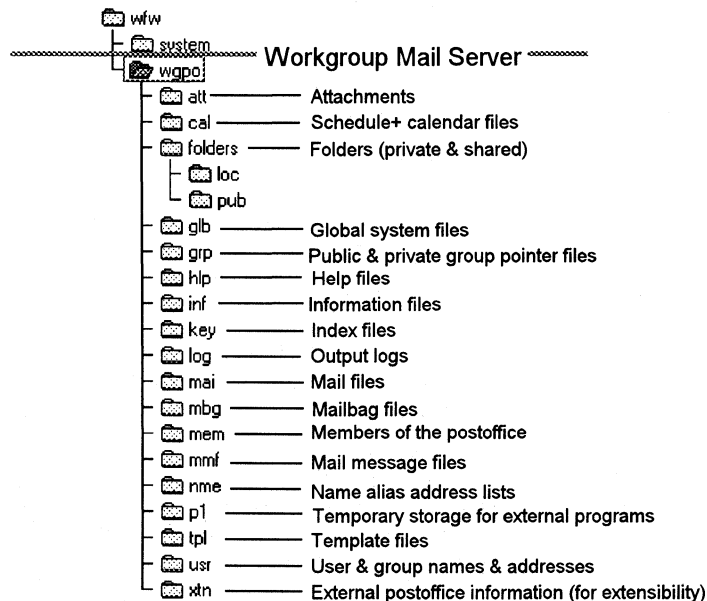 wfw
system
Workgroup Mail Server
wgpo
att Attachments
cal Schedule+ calendar files
folders Folders (private & shared)
loc
pub
glb Global system files
grp Public & private group pointer files
hlp Help files
inf Information files
key Index files
log Output logs
mai Mail files
mbg Mailbag files
mem Members of the postoffice
mmf Mail message files
nme Name alias address lists
p1 Temporary storage for external programs
tpl Template files
usr User & group names & addresses
xtn External postoffice information (for extensibility)